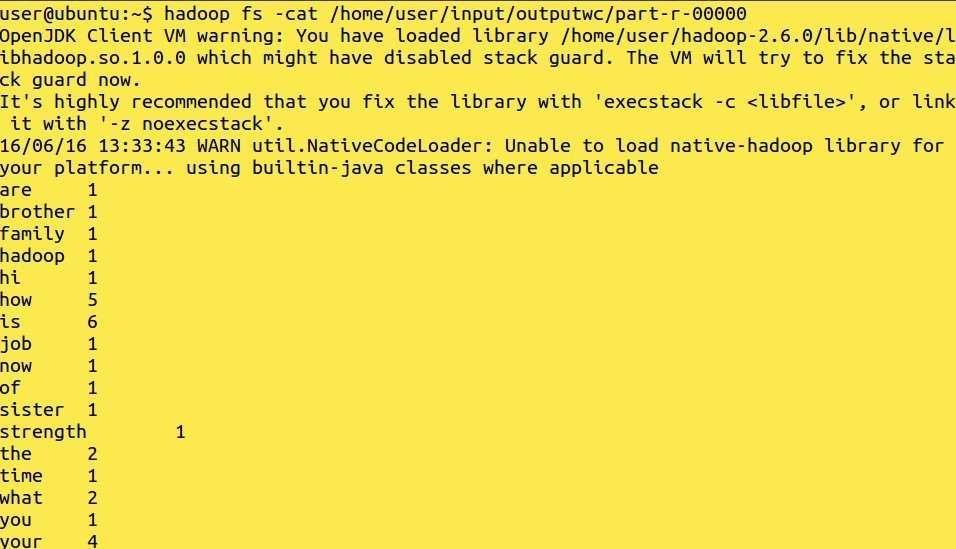 user@ubuntu:~$ hadoop fs -cat /home/user/input/outputwc/part-r-00000
OpenJDK Client VM warning: You have loaded library /home/user/hadoop-2.6.0/lib/native/l
ibhadoop.so.1.0.0 which might have disabled stack guard. The VM will try to fix the sta
ck guard now.
It's highly recommended that you fix the library with 'execstack -c <libfile>', or link
 it with '-z noexecstack'.
16/06/16 13:33:43 WARN util.NativeCodeLoader: Unable to load native-hadoop library for
your platform... using builtin-java classes where applicable
are     1
brother 1
family  1
hadoop  1
hi      1
how     5
is      6
job     1
now     1
of      1
sister  1
strength        1
the     2
time    1
what    2
you     1
your    4